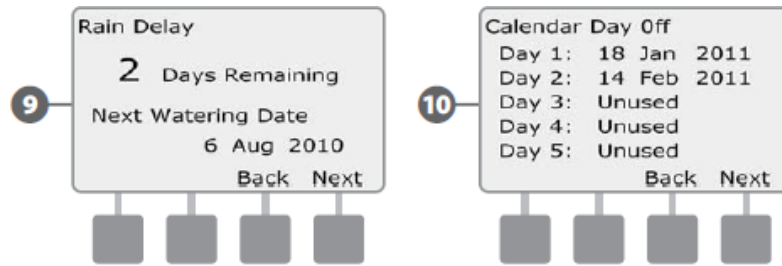 9
Rain Delay
2 Days Remaining
Next Watering Date
6 Aug 2010
Back Next
10
Calendar Day Off
Day 1: 18 Jan 2011
Day 2: 14 Feb 2011
Day 3: Unused
Day 4: Unused
Day 5: Unused
Back Next